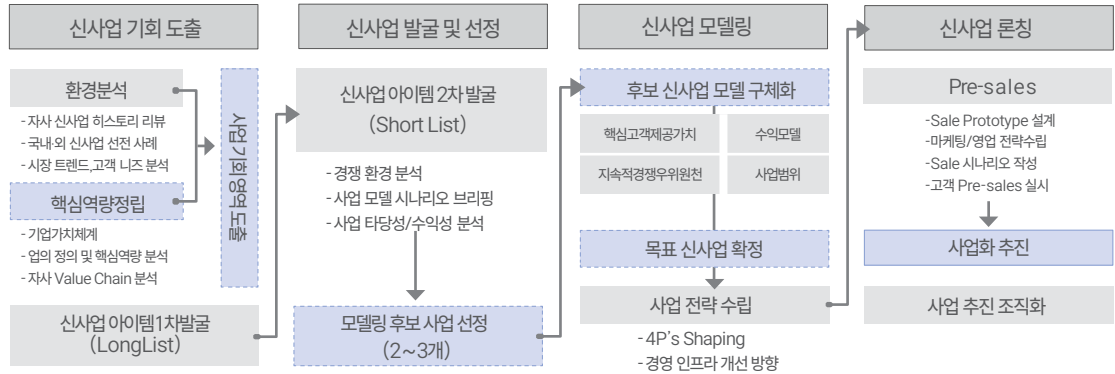 신사업 기회 도출
환경분석
- 자사 신사업 히스토리 리뷰
- 국내·외 신사업 선전 사례
- 시장 트렌드,고객 니즈 분석
핵심역량정립
- 기업가치체계
- 업의 정의 및 핵심역량 분석
- 자사 Value Chain 분석
사업 기회영역 도출
신사업 아이템1차발굴
(LongList)
신사업 발굴 및 선정
신사업 아이템 2차 발굴
(Short List)
- 경쟁 환경 분석
- 사업 모델 시나리오 브리핑
- 사업 타당성/수익성 분석
모델링 후보 사업 선정
(2~3개)
신사업 모델링
후보 신사업 모델 구체화
핵심고객제공가치
수익모델
지속적경쟁우위원천
사업범위
목표 신사업 확정
사업 전략 수립
- 4P's Shaping
- 경영 인프라 개선 방향
신사업 론칭
Pre-sales
-Sale Prototype 설계
-마케팅/영업 전략수립
-Sale 시나리오 작성
-고객 Pre-sales 실시
사업화 추진
사업 추진 조직화